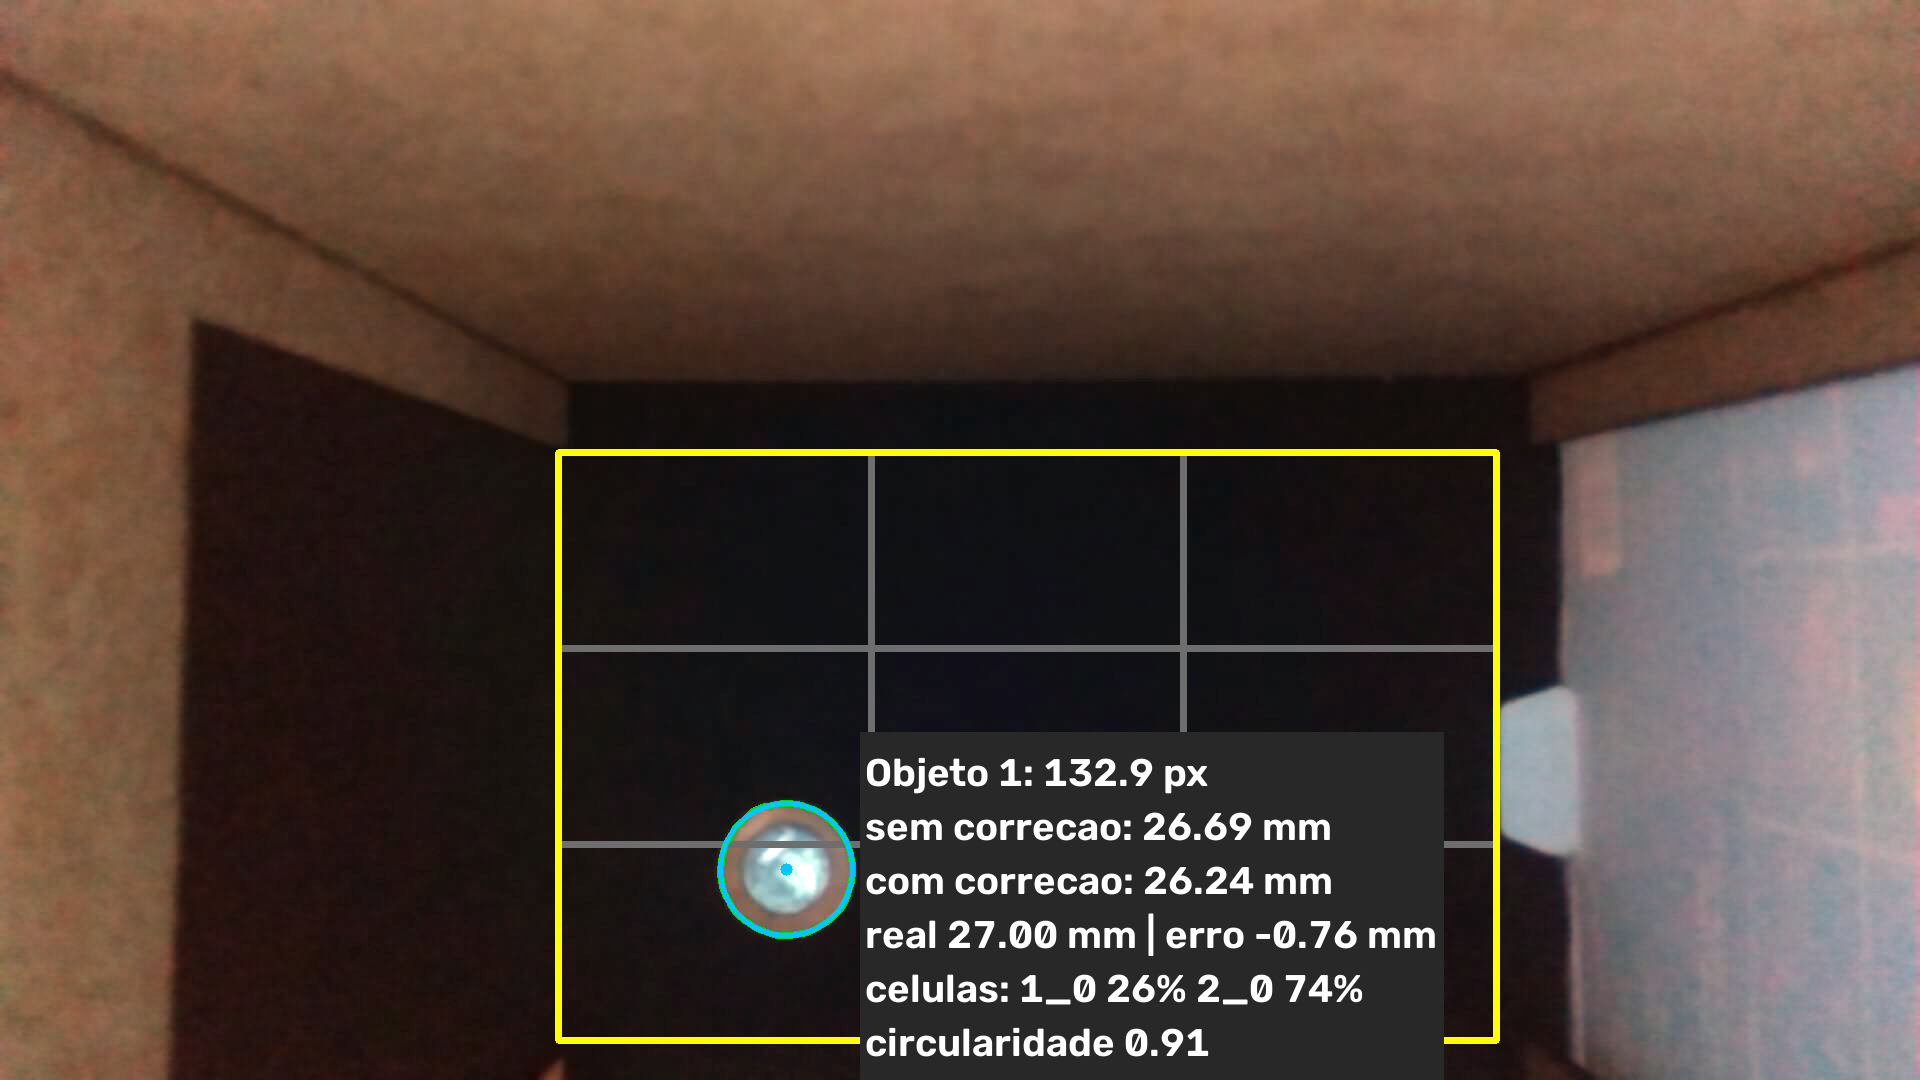 Objeto 1: 132.9 px
sem correcao: 26.69 mm
com correcao: 26.24 mm
real 27.00 mm | erro -0.76 mm
celulas: 1_0 26% 2_0 74%
circularidade 0.91